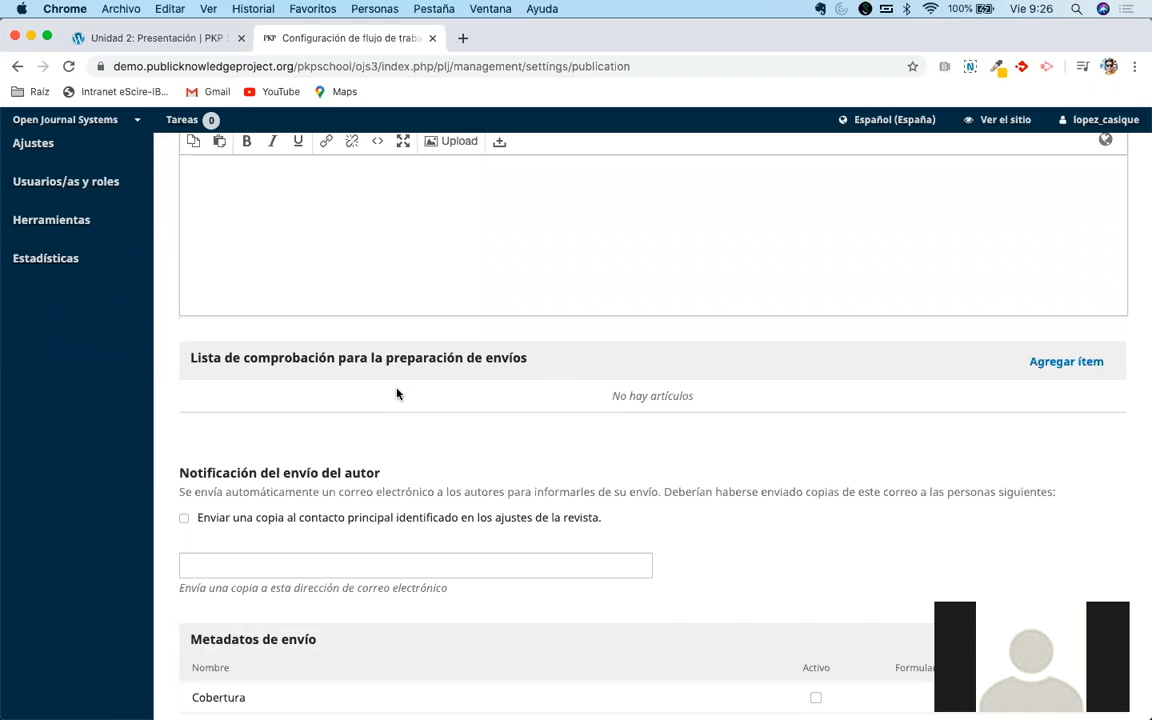 Chrome Archivo Editar Ver Historial Favoritos Personas Pestaña Ventana Ayuda 100% Vie 9:26
Unidad 2: Presentación | PKP Configuración de flujo de traba
demo.publicknowledgeproject.org/pkpschool/ojs3/index.php/plj/management/settings/publication
Raíz Intranet eScire-IB... Gmail YouTube Maps
Open Journal Systems Tareas 0 Español (España) Ver el sitio lopez_casique
Ajustes
Usuarios/as y roles
Herramientas
Estadísticas
B I U Upload
Lista de comprobación para la preparación de envíos Agregar ítem
No hay artículos
Notificación del envío del autor
Se envía automáticamente un correo electrónico a los autores para informarles de su envío. Deberían haberse enviado copias de este correo a las personas siguientes:
Enviar una copia al contacto principal identificado en los ajustes de la revista.
Envía una copia a esta dirección de correo electrónico
Metadatos de envío
Nombre Activo Formular
Cobertura